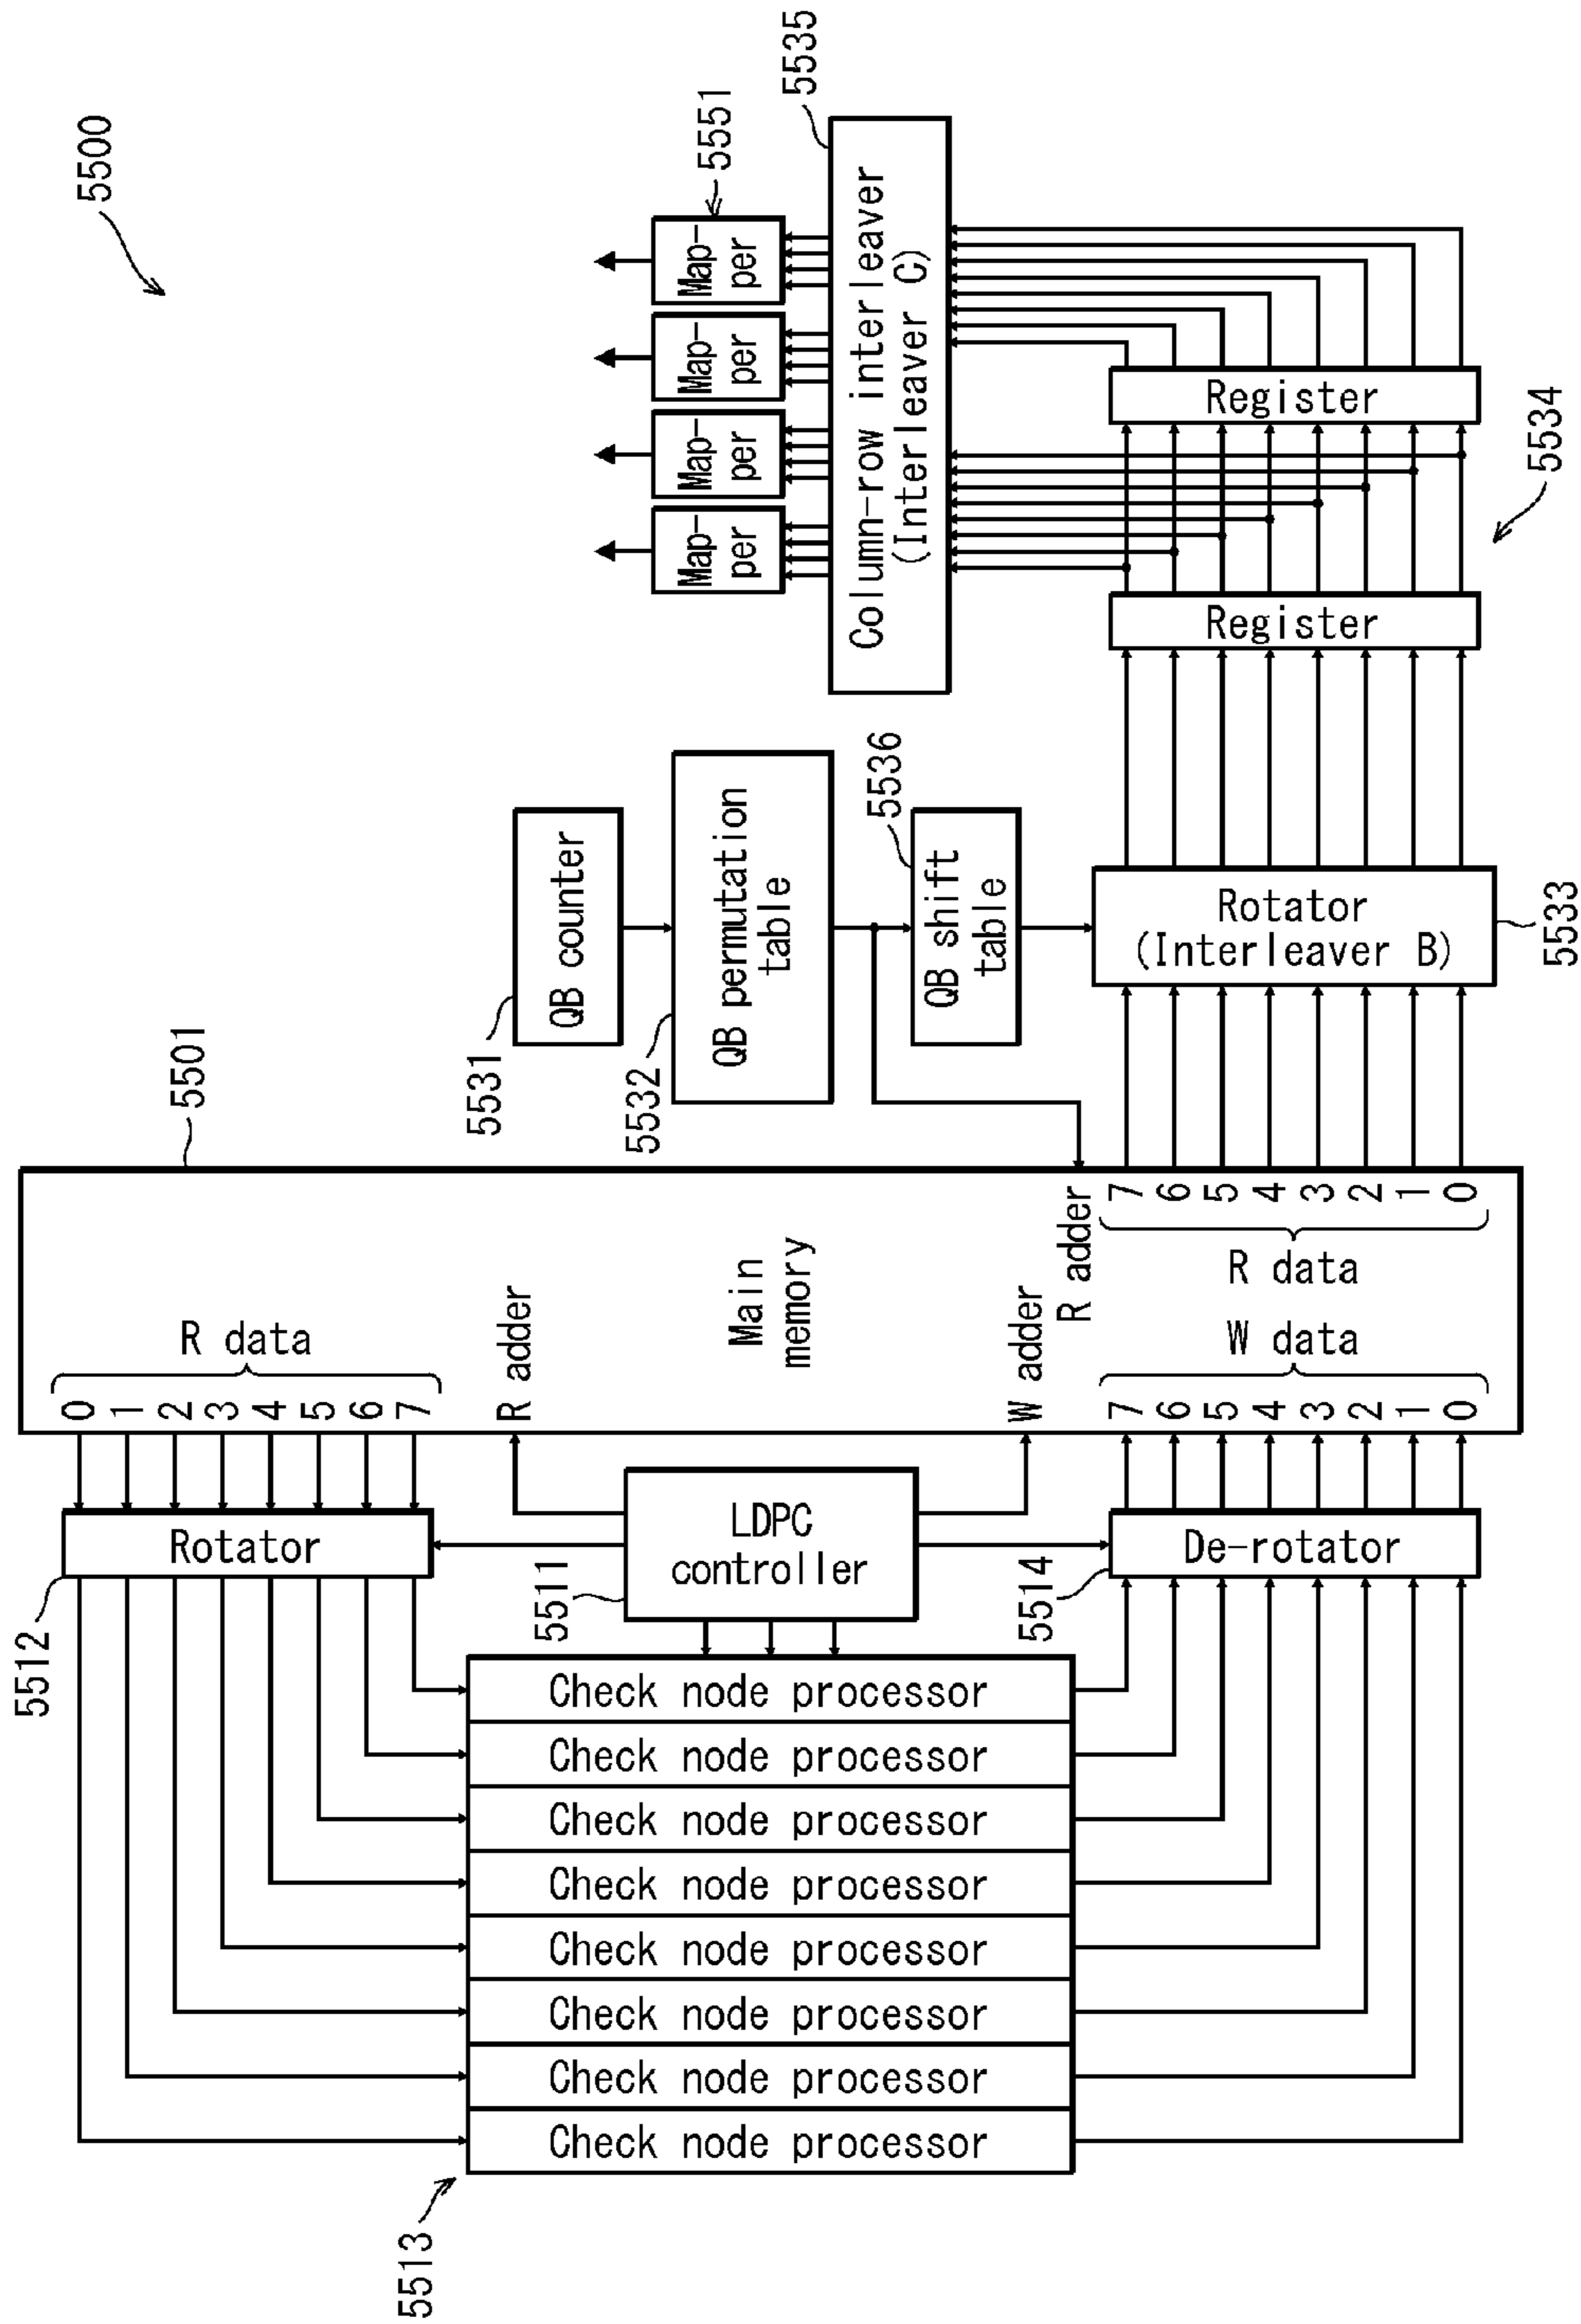 5500
5501
R data
0
1
2
3
4
5
6
7
R adder
Main
memory
W adder
R adder
7
6
5
4
3
2
1
0
W data
7
6
5
4
3
2
1
0
R data
5512
Rotator
5511
LDPC
controller
5514
De-rotator
5513
Check node processor
Check node processor
Check node processor
Check node processor
Check node processor
Check node processor
Check node processor
Check node processor
5531
QB counter
5532
QB permutation
table
5536
QB shift
table
Rotator
(Interleaver B)
5533
Register
Register
5534
5535
Column-row interleaver
(Interleaver C)
Map-
per
Map-
per
Map-
per
Map-
per
5551